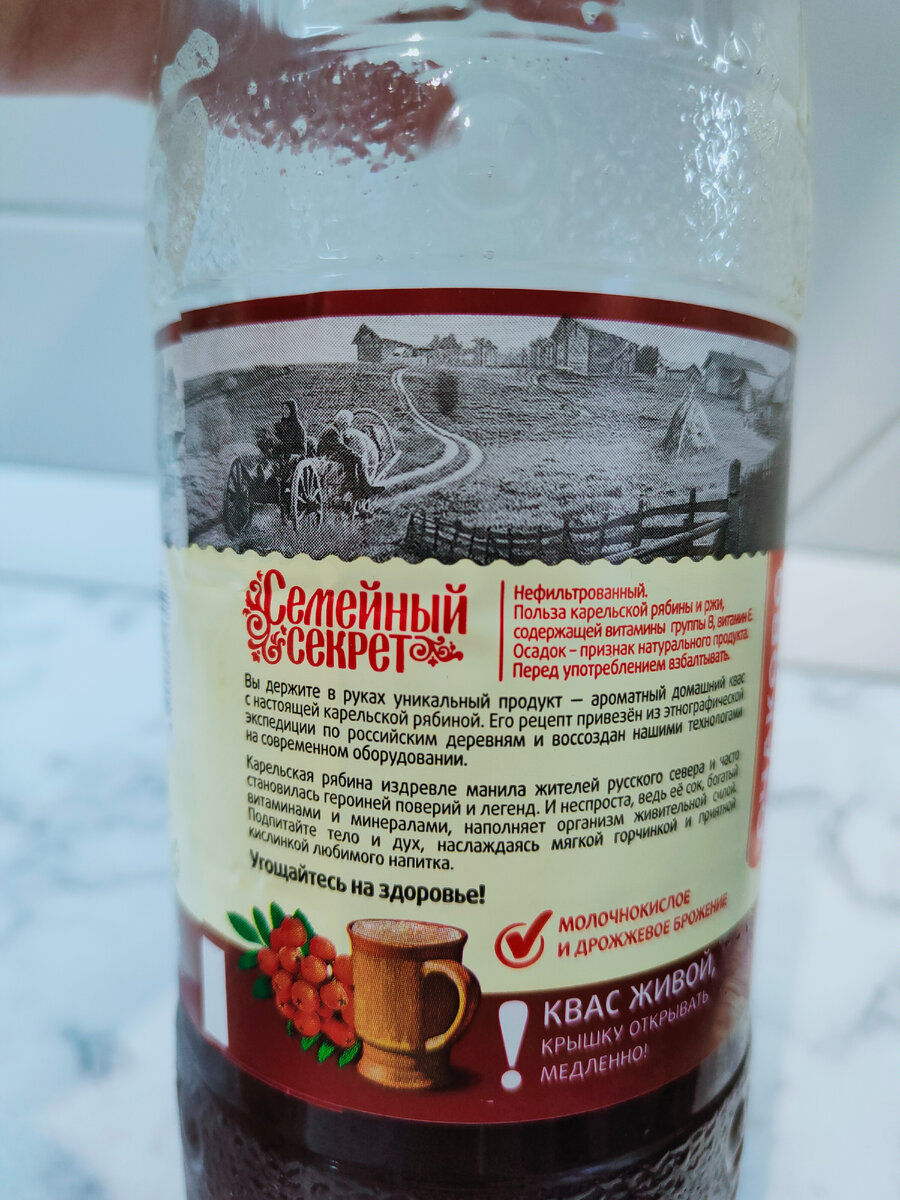 Семейный
секрет
Нефильтрованный.
Польза карельской рябины и ржи,
содержащей витамины группы В, витамин Е
Осадок – признак натурального продукта.
Перед употреблением взбалтывать.
Вы держите в руках уникальный продукт — ароматный домашний квас
с настоящей карельской рябиной. Его рецепт привезён из этнографической
экспедиции по российским деревням и воссоздан нашими технологами
на современном оборудовании.
Карельская рябина издревле манила жителей русского севера и часто
становилась героиней поверий и легенд. И неспроста, ведь её сок, богатый
витаминами и минералами, наполняет организм живительной силой.
Подпитайте тело и дух, наслаждаясь мягкой горчинкой и приятной
кислинкой любимого напитка.
Угощайтесь на здоровье!
МОЛОЧНОКИСЛОЕ
И ДРОЖЖЕВОЕ БРОЖЕНИЕ
! КВАС ЖИВОЙ,
КРЫШКУ ОТКРЫВАТЬ
МЕДЛЕННО!